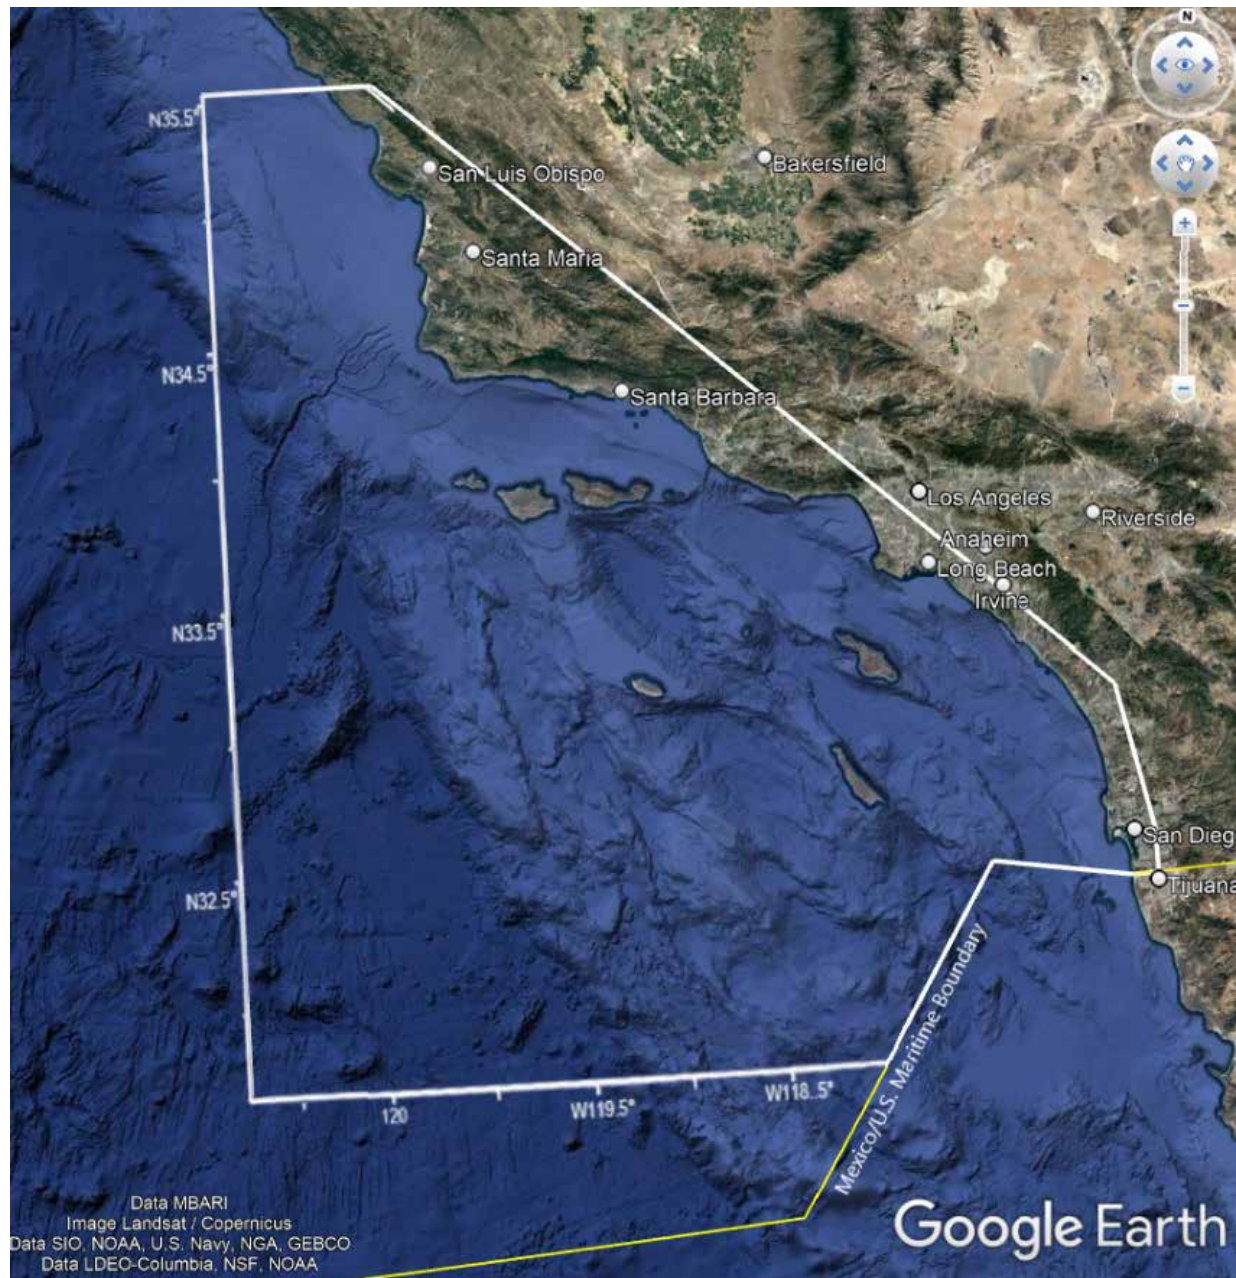 N
N35.5°
Bakersfield
San Luis Obispo
Santa Maria
N34.5°
Santa Barbara
Los Angeles
Riverside
Anaheim
Long Beach
Irvine
N33.5°
San Dieg
Tijuana
N32.5°
Mexico/U.S. Maritime Boundary
W118..5°
W119.5°
120
Data MBARI
Image Landsat / Copernicus
Data SIO, NOAA, U.S. Navy, NGA, GEBCO
Data LDEO-Columbia, NSF, NOAA
Google Earth